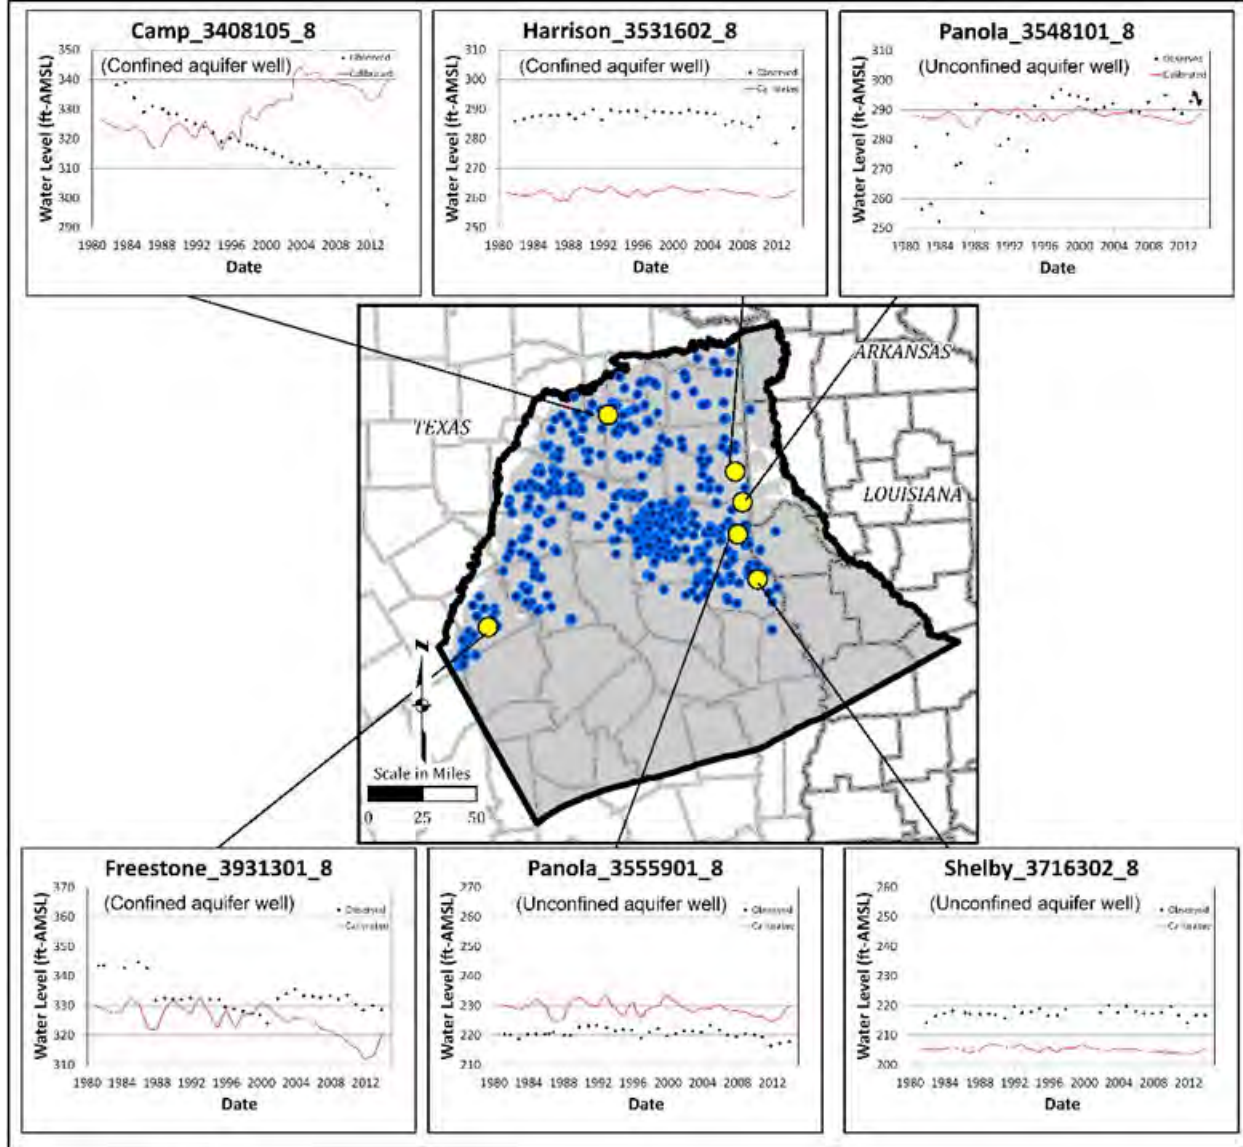 Camp_3408105_8
(Confined aquifer well)
Observed
Calibrated
Water Level (ft-AMSL)
350
340
330
320
310
300
290
1980 1984 1988 1992 1996 2000 2004 2008 2012
Date
Harrison_3531602_8
(Confined aquifer well)
Observed
Water Level (ft-AMSL)
310
300
290
280
270
260
250
1980 1984 1988 1992 1996 2000 2004 2008 2012
Date
Panola_3548101_8
(Unconfined aquifer well)
Observed
Calibrated
Water Level (ft-AMSL)
310
300
290
280
270
260
250
1980 1984 1988 1992 1996 2000 2004 2008 2012
Date
ARKANSAS
TEXAS
LOUISIANA
N
Scale in Miles
0 25 50
Freestone_3931301_8
(Confined aquifer well)
Observed
Water Level (ft-AMSL)
370
360
350
340
330
320
310
1980 1984 1988 1992 1996 2000 2004 2008 2012
Date
Panola_3555901_8
(Unconfined aquifer well)
Observed
Water Level (ft-AMSL)
270
260
250
240
230
220
210
1980 1984 1988 1992 1996 2000 2004 2008 2012
Date
Shelby_3716302_8
(Unconfined aquifer well)
Observed
Water Level (ft-AMSL)
260
250
240
230
220
210
200
1980 1984 1988 1992 1996 2000 2004 2008 2012
Date